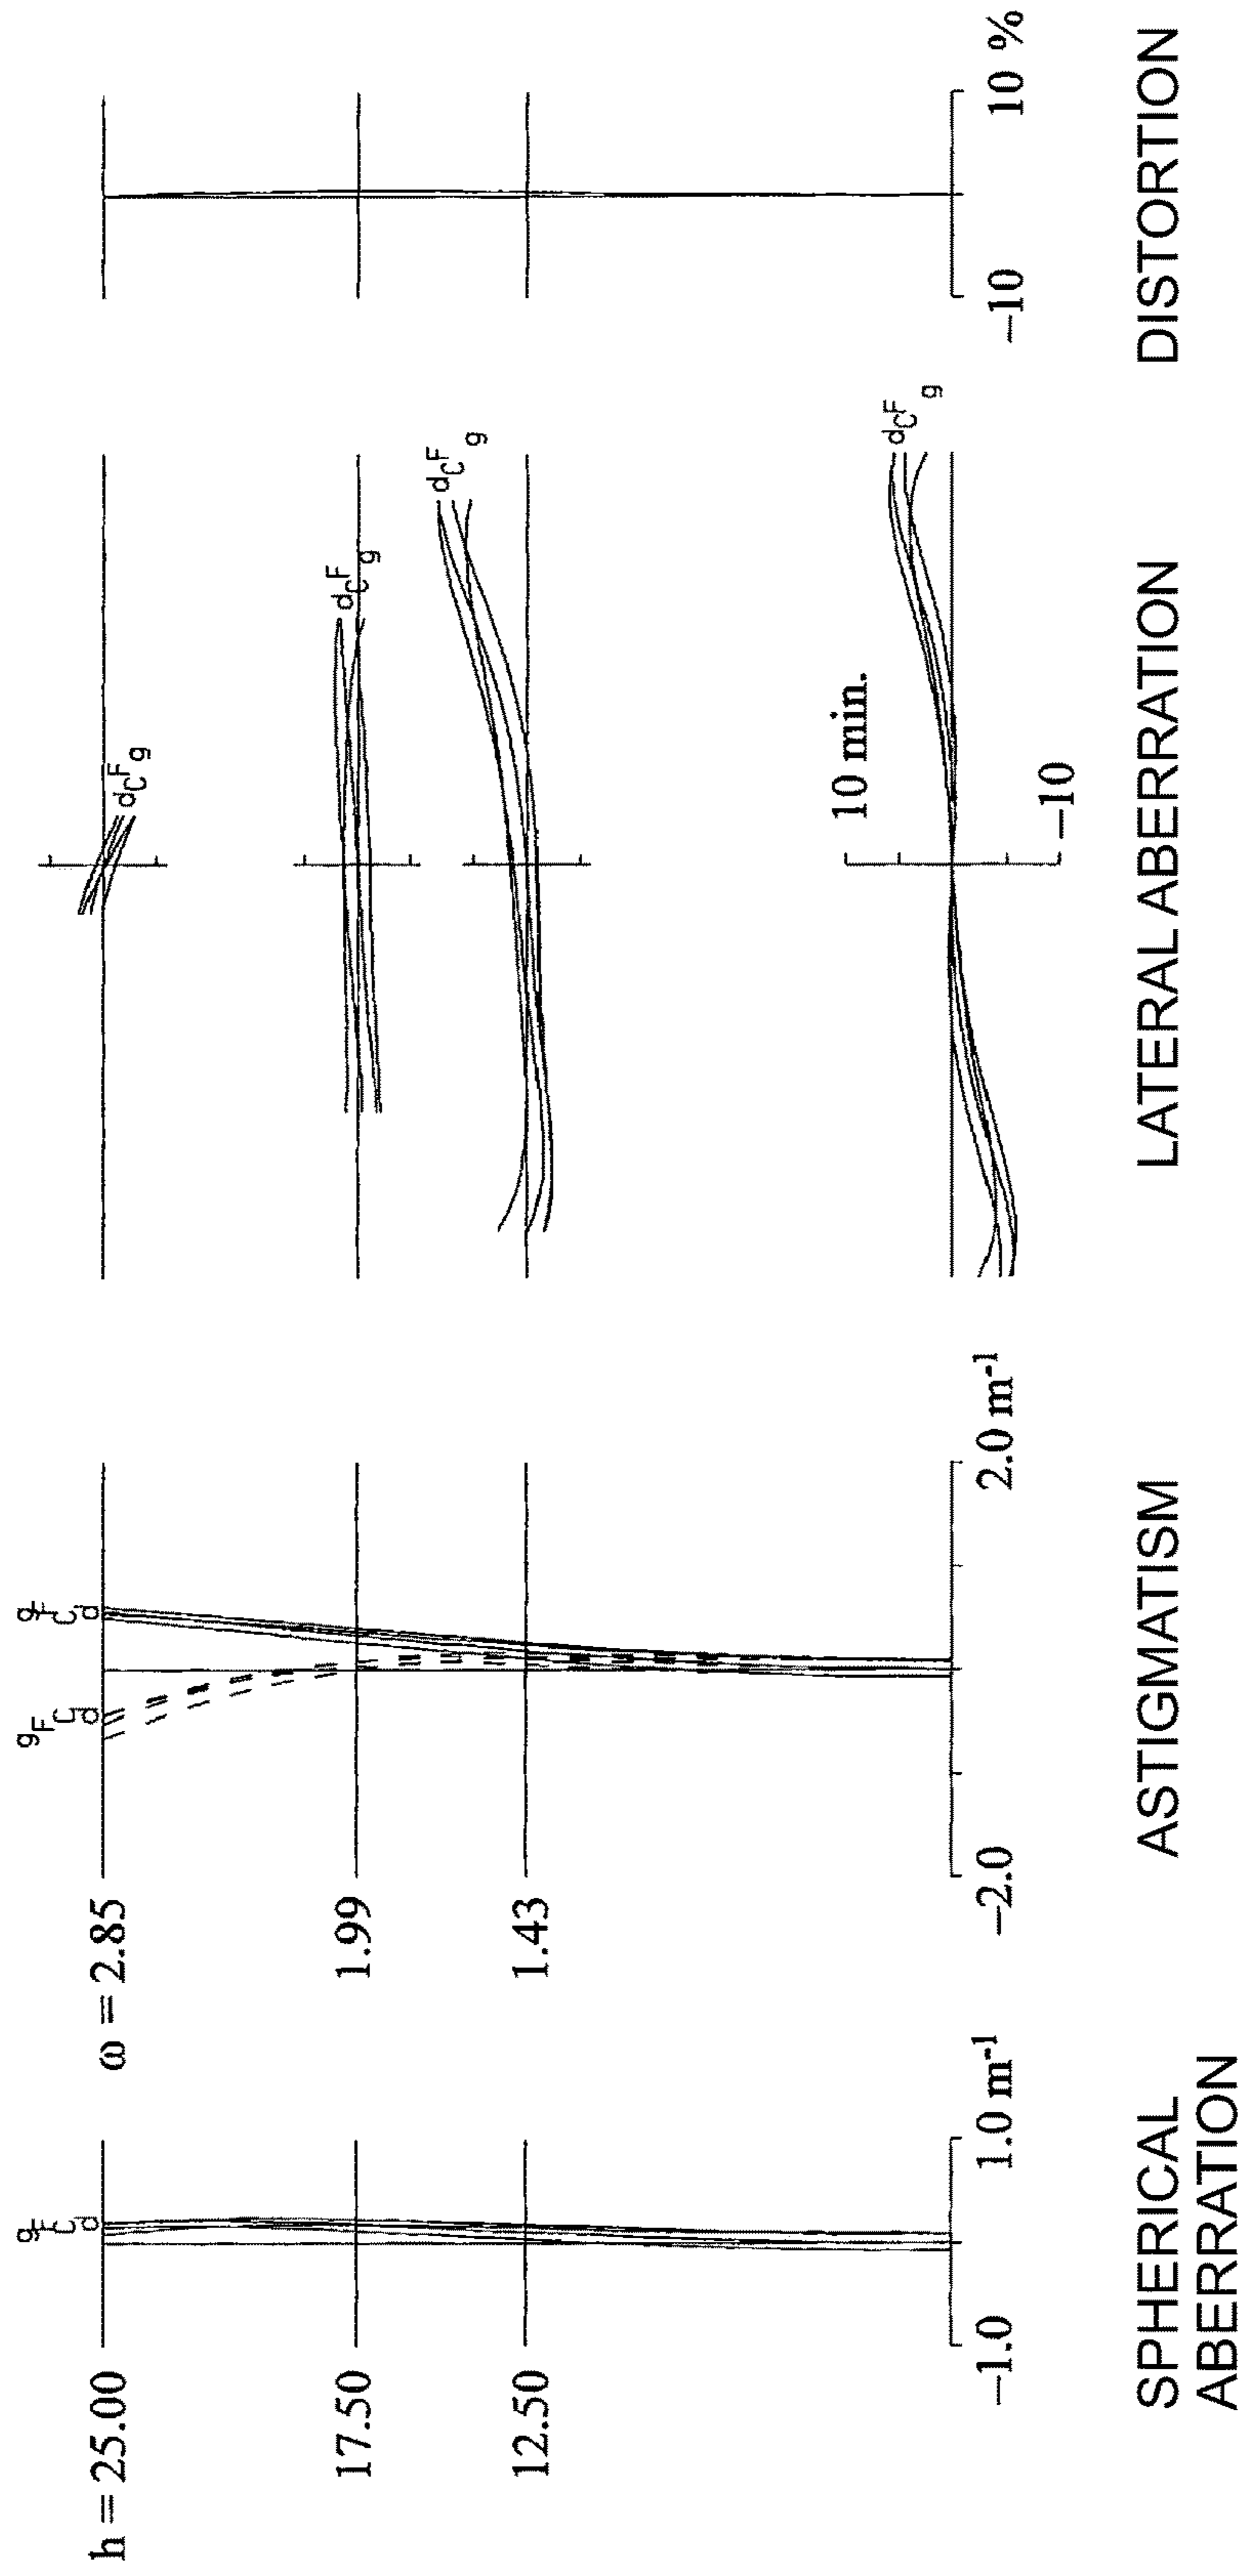 h = 25.00
17.50
12.50
g
F
C
d
−1.0
1.0 m-1
SPHERICAL
ABERRATION
ω = 2.85
1.99
1.43
g
F
C
d
g
F
C
d
−2.0
2.0 m-1
ASTIGMATISM
d C F g
d C F g
d C F g
10 min.
−10
d C F g
LATERAL ABERRATION
−10
10 %
DISTORTION